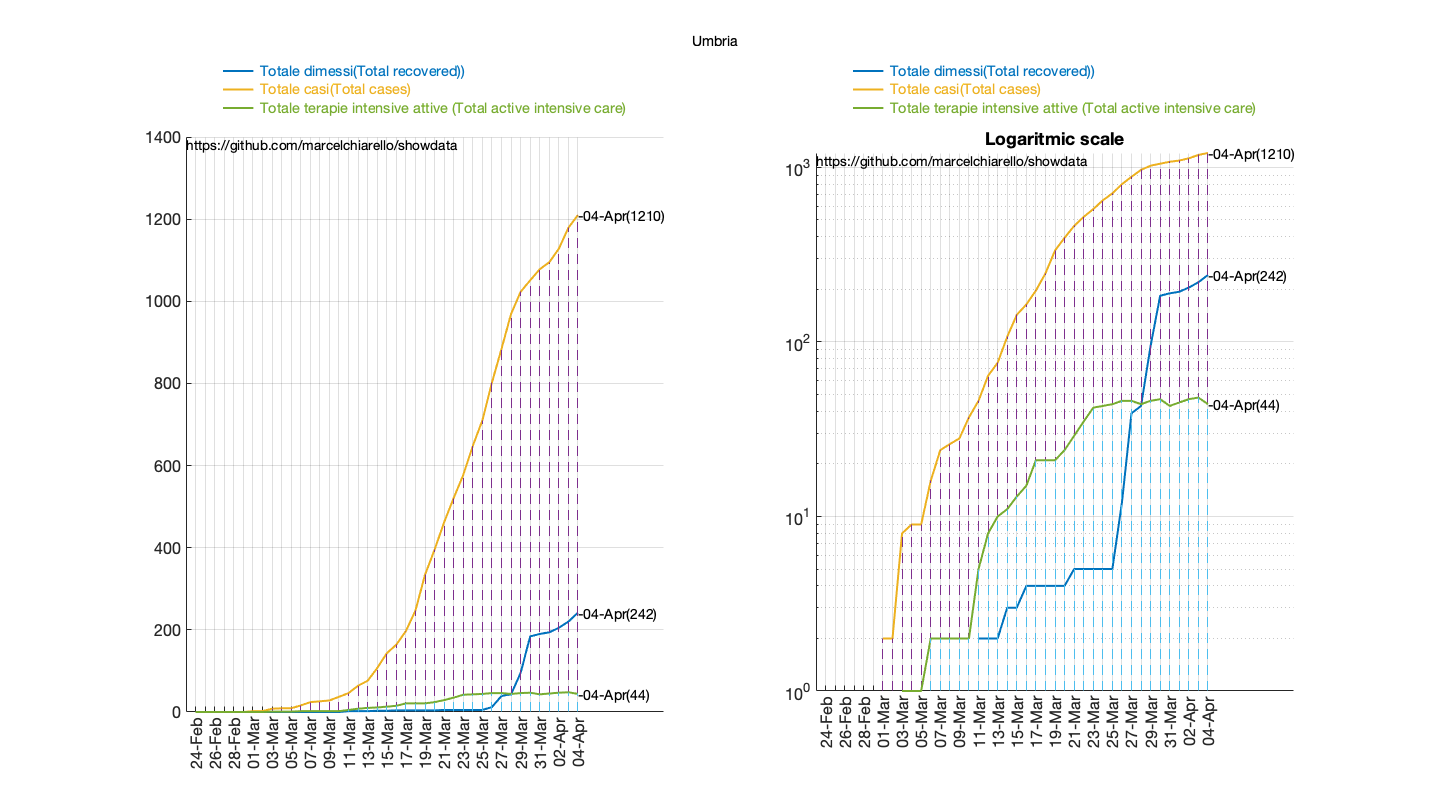 Umbria
Totale dimessi(Total recovered))
Totale casi(Total cases)
Totale terapie intensive attive (Total active intensive care)
1400
1200
1000
800
600
400
200
0
https://github.com/marcelchiarello/showdata
-04-Apr(1210)
-04-Apr(242)
-04-Apr(44)
24-Feb
26-Feb
28-Feb
01-Mar
03-Mar
05-Mar
07-Mar
09-Mar
11-Mar
13-Mar
15-Mar
17-Mar
19-Mar
21-Mar
23-Mar
25-Mar
27-Mar
29-Mar
31-Mar
02-Apr
04-Apr
Totale dimessi(Total recovered))
Totale casi(Total cases)
Totale terapie intensive attive (Total active intensive care)
Logaritmic scale
https://github.com/marcelchiarello/showdata
10³
10²
10¹
10⁰
-04-Apr(1210)
-04-Apr(242)
-04-Apr(44)
24-Feb
26-Feb
28-Feb
01-Mar
03-Mar
05-Mar
07-Mar
09-Mar
11-Mar
13-Mar
15-Mar
17-Mar
19-Mar
21-Mar
23-Mar
25-Mar
27-Mar
29-Mar
31-Mar
02-Apr
04-Apr